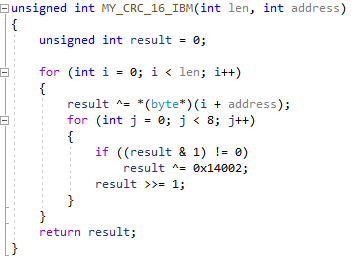 unsigned int MY_CRC_16_IBM(int len, int address)
{
    unsigned int result = 0;

    for (int i = 0; i < len; i++)
    {
        result ^= *(byte*)(i + address);
        for (int j = 0; j < 8; j++)
        {
            if ((result & 1) != 0)
                result ^= 0x14002;
            result >>= 1;
        }
    }
    return result;
}